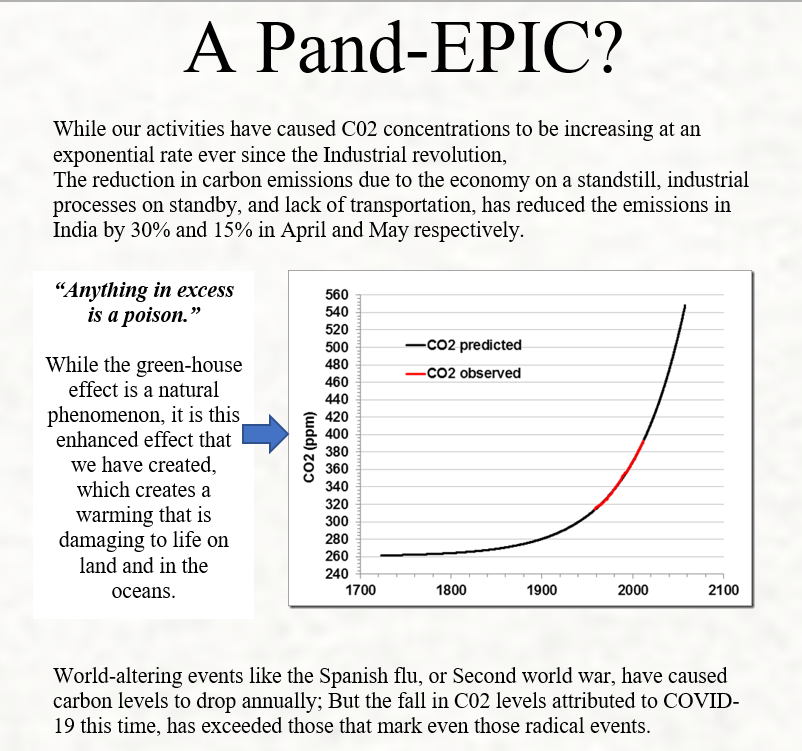 A Pand-EPIC?
While our activities have caused C02 concentrations to be increasing at an
exponential rate ever since the Industrial revolution,
The reduction in carbon emissions due to the economy on a standstill, industrial
processes on standby, and lack of transportation, has reduced the emissions in
India by 30% and 15% in April and May respectively.
“Anything in excess
is a poison.”
While the green-house
effect is a natural
phenomenon, it is this
enhanced effect that
we have created,
which creates a
warming that is
damaging to life on
land and in the
oceans.
CO2 (ppm)
560
540
520
500
480
460
440
420
400
380
360
340
320
300
280
260
240
CO2 predicted
CO2 observed
1700 1800 1900 2000 2100
World-altering events like the Spanish flu, or Second world war, have caused
carbon levels to drop annually; But the fall in C02 levels attributed to COVID-
19 this time, has exceeded those that mark even those radical events.